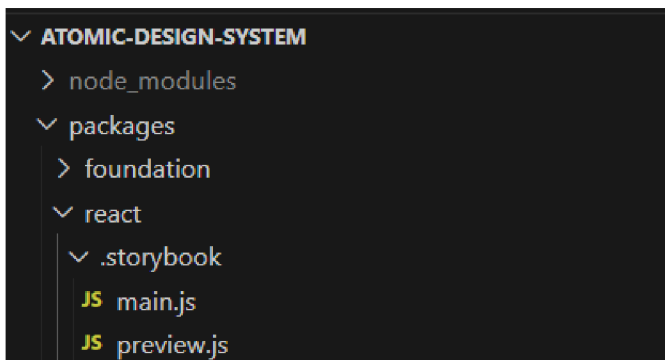 ATOMIC-DESIGN-SYSTEM
node_modules
packages
foundation
react
.storybook
JS main.js
JS preview.js